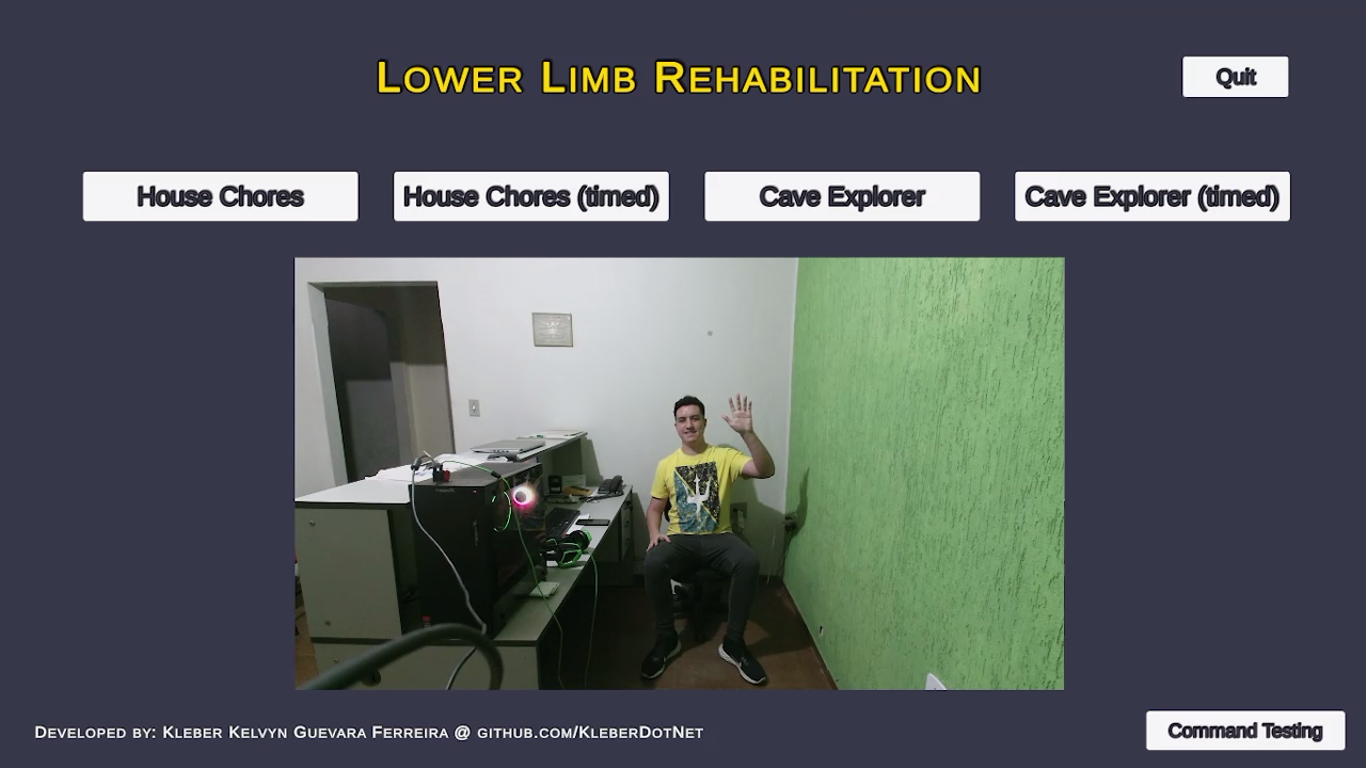 Lower Limb Rehabilitation
Quit
House Chores
House Chores (timed)
Cave Explorer
Cave Explorer (timed)
Developed by: Kleber Kelvyn Guevara Ferreira @ github.com/KleberDotNet
Command Testing